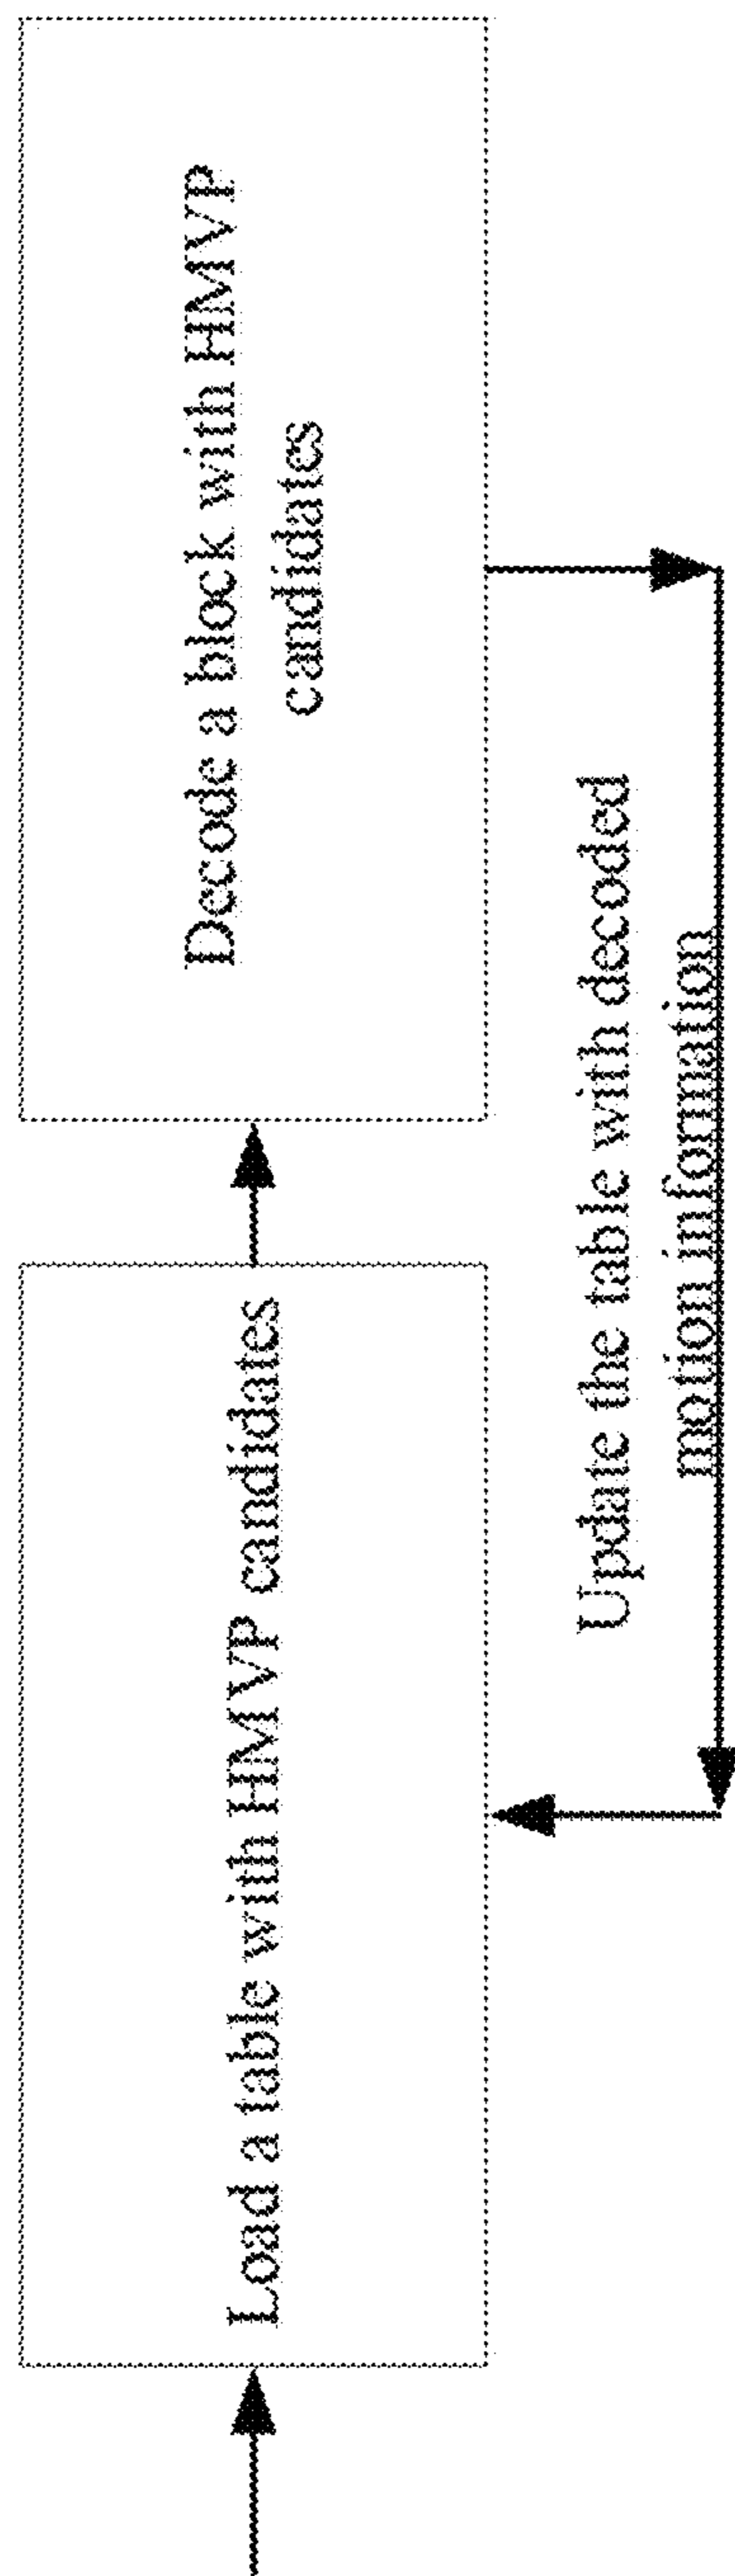 Load a table with HMVP candidates
Decode a block with HMVP
candidates
Update the table with decoded
motion information